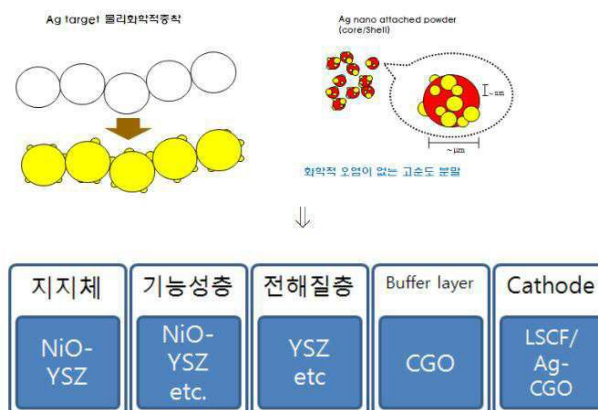 Ag target 물리화학적증착
Ag nano attached powder
(core/Shell)
~nm
~μm
화학적 오염이 없는 고순도 분말
지지체
기능성층
전해질층
Buffer layer
Cathode
NiO-
YSZ
NiO-
YSZ
etc.
YSZ
etc
CGO
LSCF/
Ag-
CGO